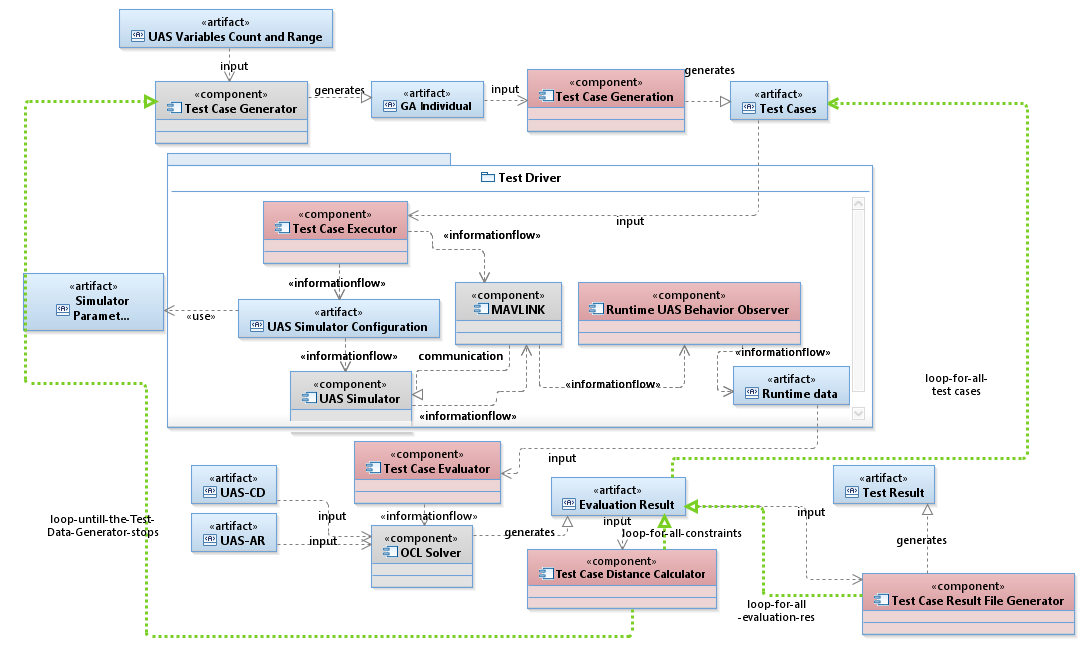 «artifact»
UAS Variables Count and Range
input
«component»
Test Case Generator
generates
«artifact»
GA Individual
input
«component»
Test Case Generation
generates
«artifact»
Test Cases
Test Driver
input
«component»
Test Case Executor
«informationflow»
«informationflow»
«artifact»
Simulator
Paramet...
«use»
«artifact»
UAS Simulator Configuration
«component»
MAVLINK
«component»
Runtime UAS Behavior Observer
«informationflow»
communication
«informationflow»
«component»
UAS Simulator
«informationflow»
«informationflow»
«artifact»
Runtime data
loop-for-all-
test cases
«component»
Test Case Evaluator
input
«artifact»
UAS-CD
«artifact»
UAS-AR
input
input
«informationflow»
«component»
OCL Solver
generates
«artifact»
Evaluation Result
input
loop-for-all-constraints
«artifact»
Test Result
input
generates
loop-untill-the-Test-
Data-Generator-stops
«component»
Test Case Distance Calculator
«component»
Test Case Result File Generator
loop-for-all
-evaluation-res